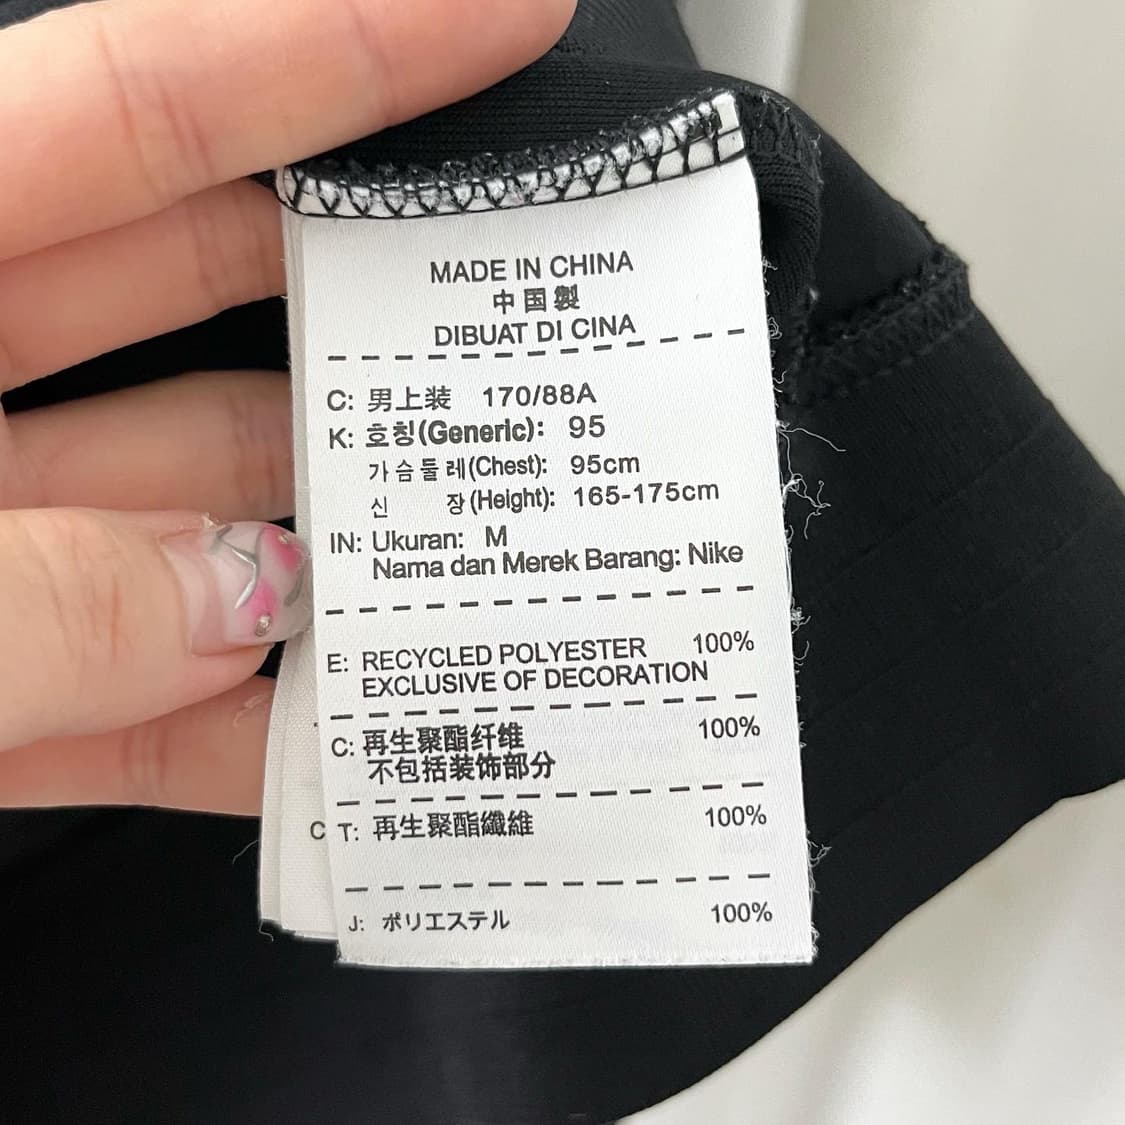 MADE IN CHINA
中国製
DIBUAT DI CINA
C: 男上装 170/88A
K: 호칭(Generic): 95
가슴둘레(Chest): 95cm
신 장(Height): 165-175cm
IN: Ukuran: M
Nama dan Merek Barang: Nike
E: RECYCLED POLYESTER 100%
EXCLUSIVE OF DECORATION
C: 再生聚酯纤维 100%
不包括装饰部分
C T: 再生聚酯纖維 100%
J: ポリエステル 100%